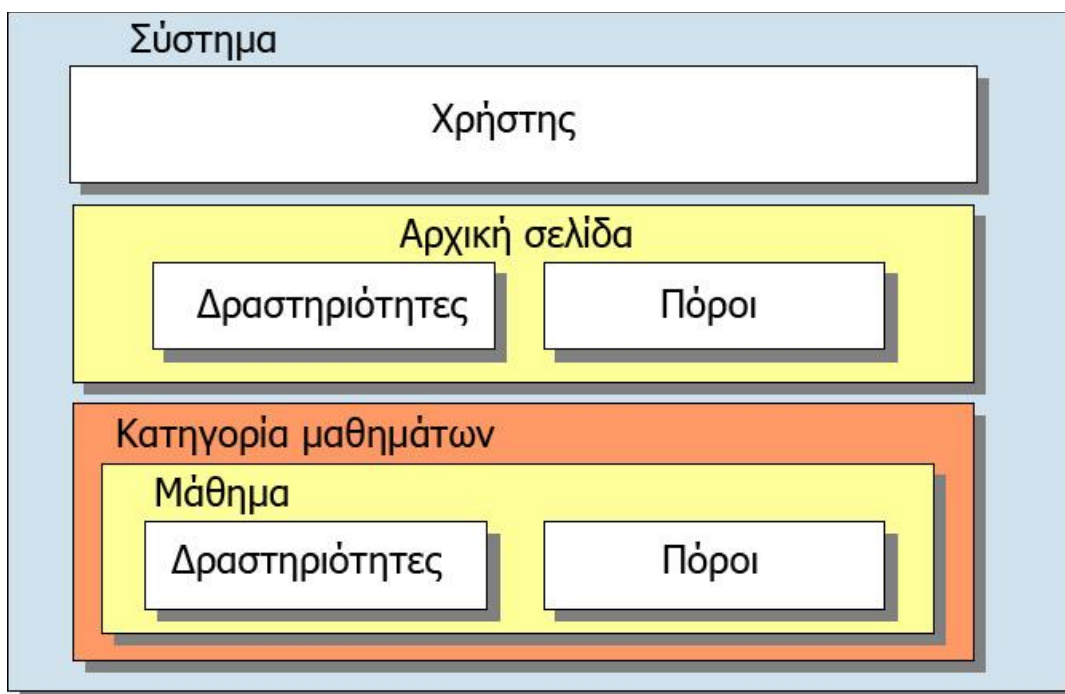 Σύστημα
Χρήστης
Αρχική σελίδα
Δραστηριότητες
Πόροι
Κατηγορία μαθημάτων
Μάθημα
Δραστηριότητες
Πόροι